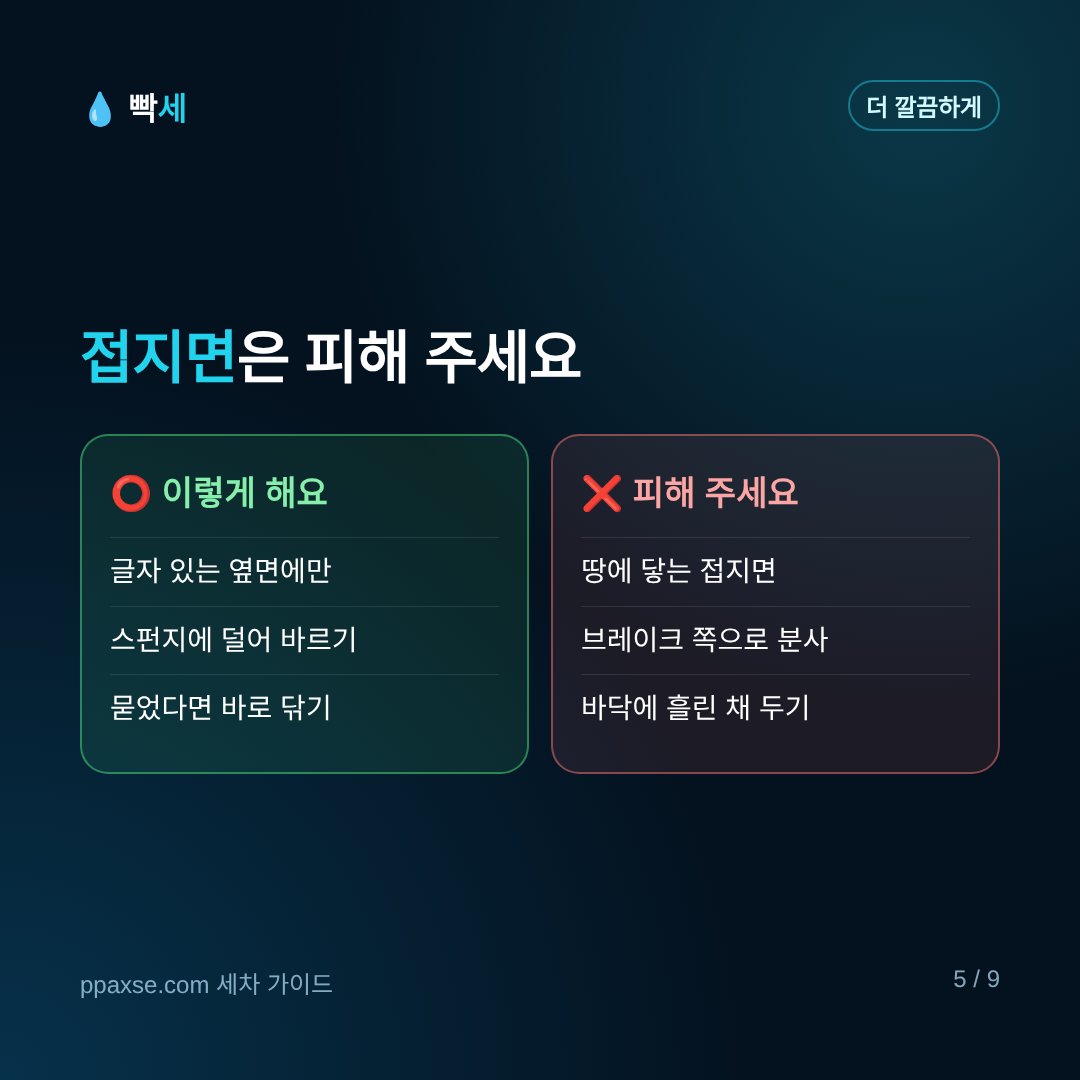 💧 빡세
더 깔끔하게
접지면은 피해 주세요
⭕ 이렇게 해요
글자 있는 옆면에만
스펀지에 덜어 바르기
묻었다면 바로 닦기
❌ 피해 주세요
땅에 닿는 접지면
브레이크 쪽으로 분사
바닥에 흘린 채 두기
ppaxse.com 세차 가이드
5 / 9